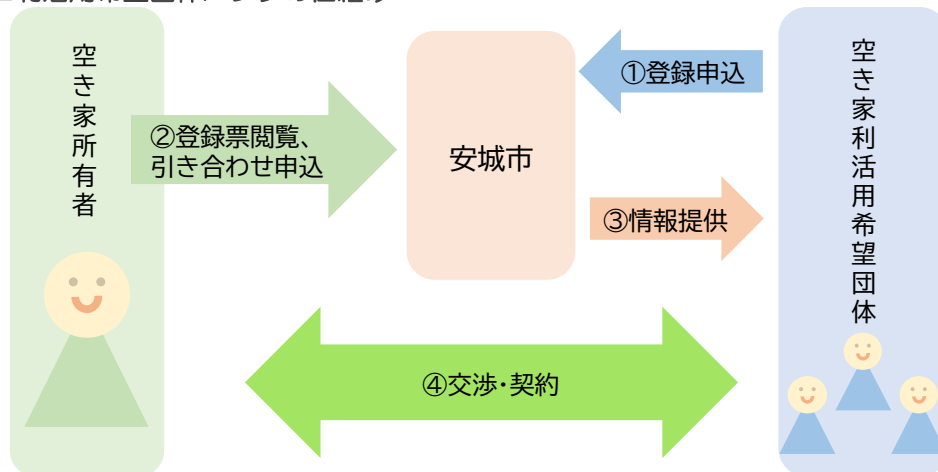 空き家所有者
②登録票閲覧、
引き合わせ申込
安城市
①登録申込
③情報提供
④交渉・契約
空き家利活用希望団体